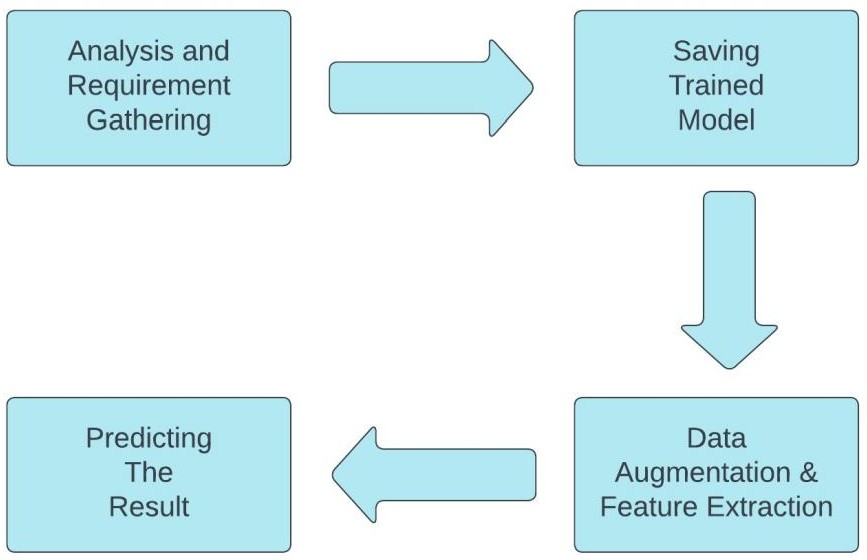 Analysis and
Requirement
Gathering
Saving
Trained
Model
Data
Augmentation &
Feature Extraction
Predicting
The
Result